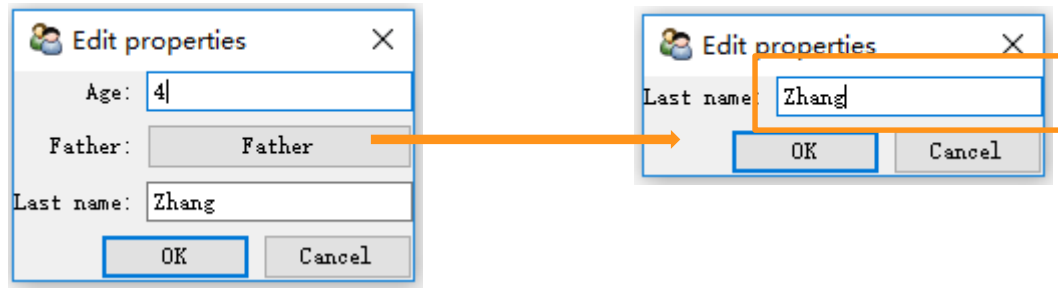 Edit properties
Age: 4
Father: Father
Last name: Zhang
OK Cancel
Edit properties
Last name: Zhang
OK Cancel